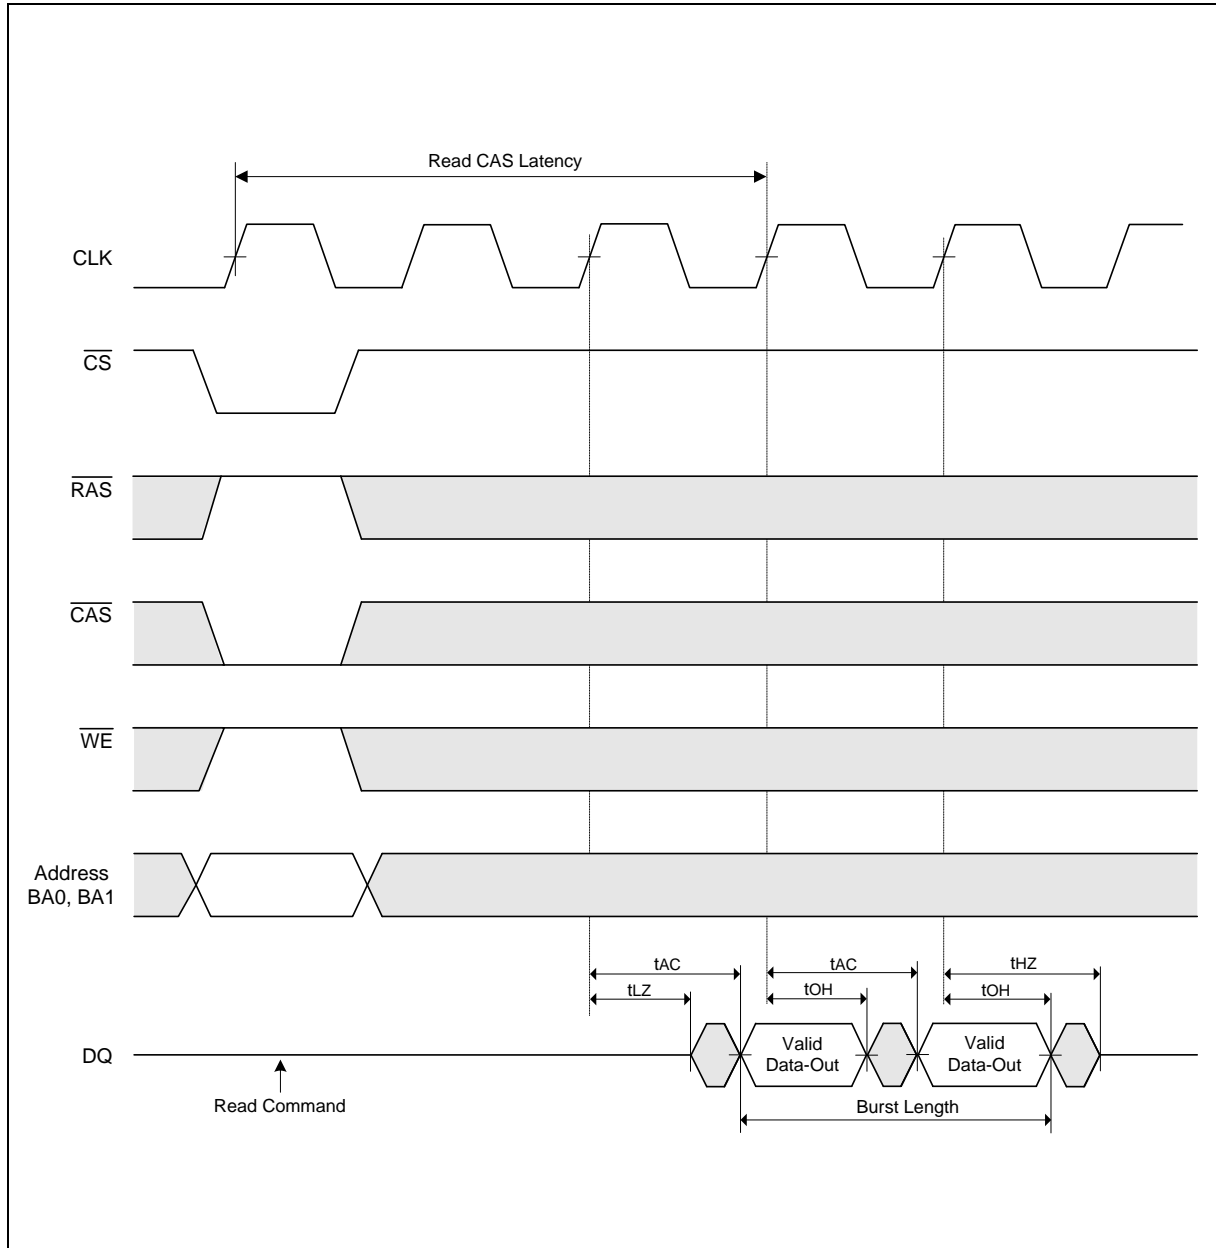 Read CAS Latency
CLK
CS
RAS
CAS
WE
Address
BA0, BA1
tAC
tAC
tHZ
tLZ
tOH
tOH
DQ
Valid
Data-Out
Valid
Data-Out
Read Command
Burst Length